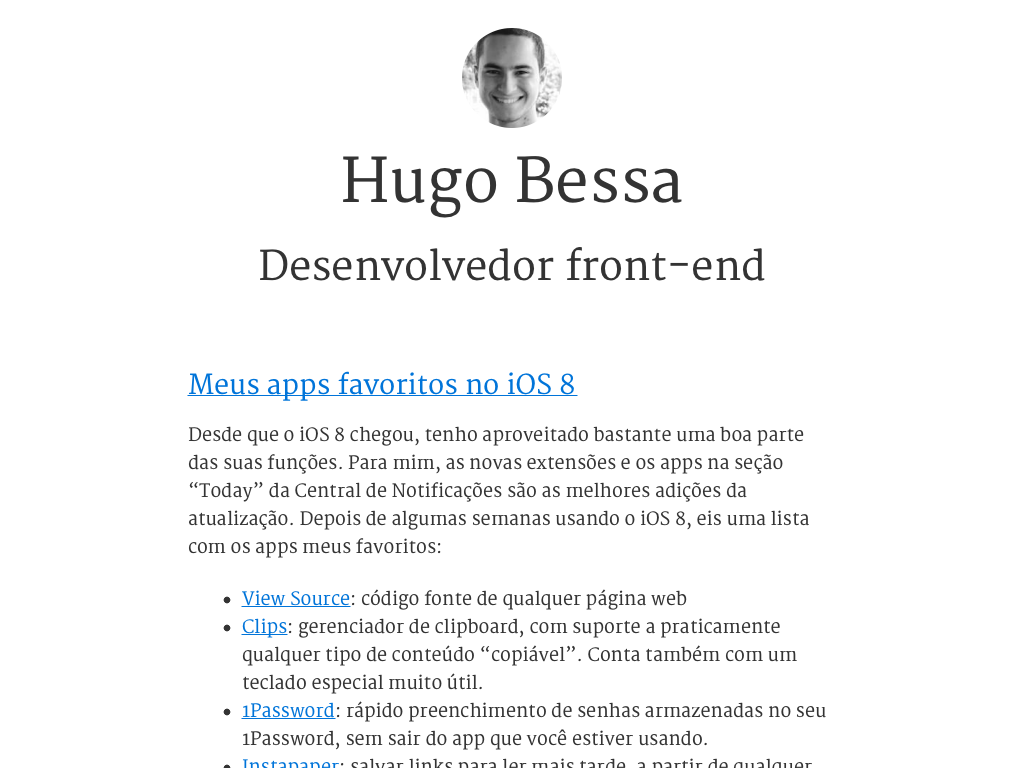 Hugo Bessa
Desenvolvedor front-end
Meus apps favoritos no iOS 8
Desde que o iOS 8 chegou, tenho aproveitado bastante uma boa parte
das suas funções. Para mim, as novas extensões e os apps na seção
“Today” da Central de Notificações são as melhores adições da
atualização. Depois de algumas semanas usando o iOS 8, eis uma lista
com os apps meus favoritos:
• View Source: código fonte de qualquer página web
• Clips: gerenciador de clipboard, com suporte a praticamente
qualquer tipo de conteúdo “copiável”. Conta também com um
teclado especial muito útil.
• 1Password: rápido preenchimento de senhas armazenadas no seu
1Password, sem sair do app que você estiver usando.
• Instapaper: salvar links para ler mais tarde, a partir de qualquer